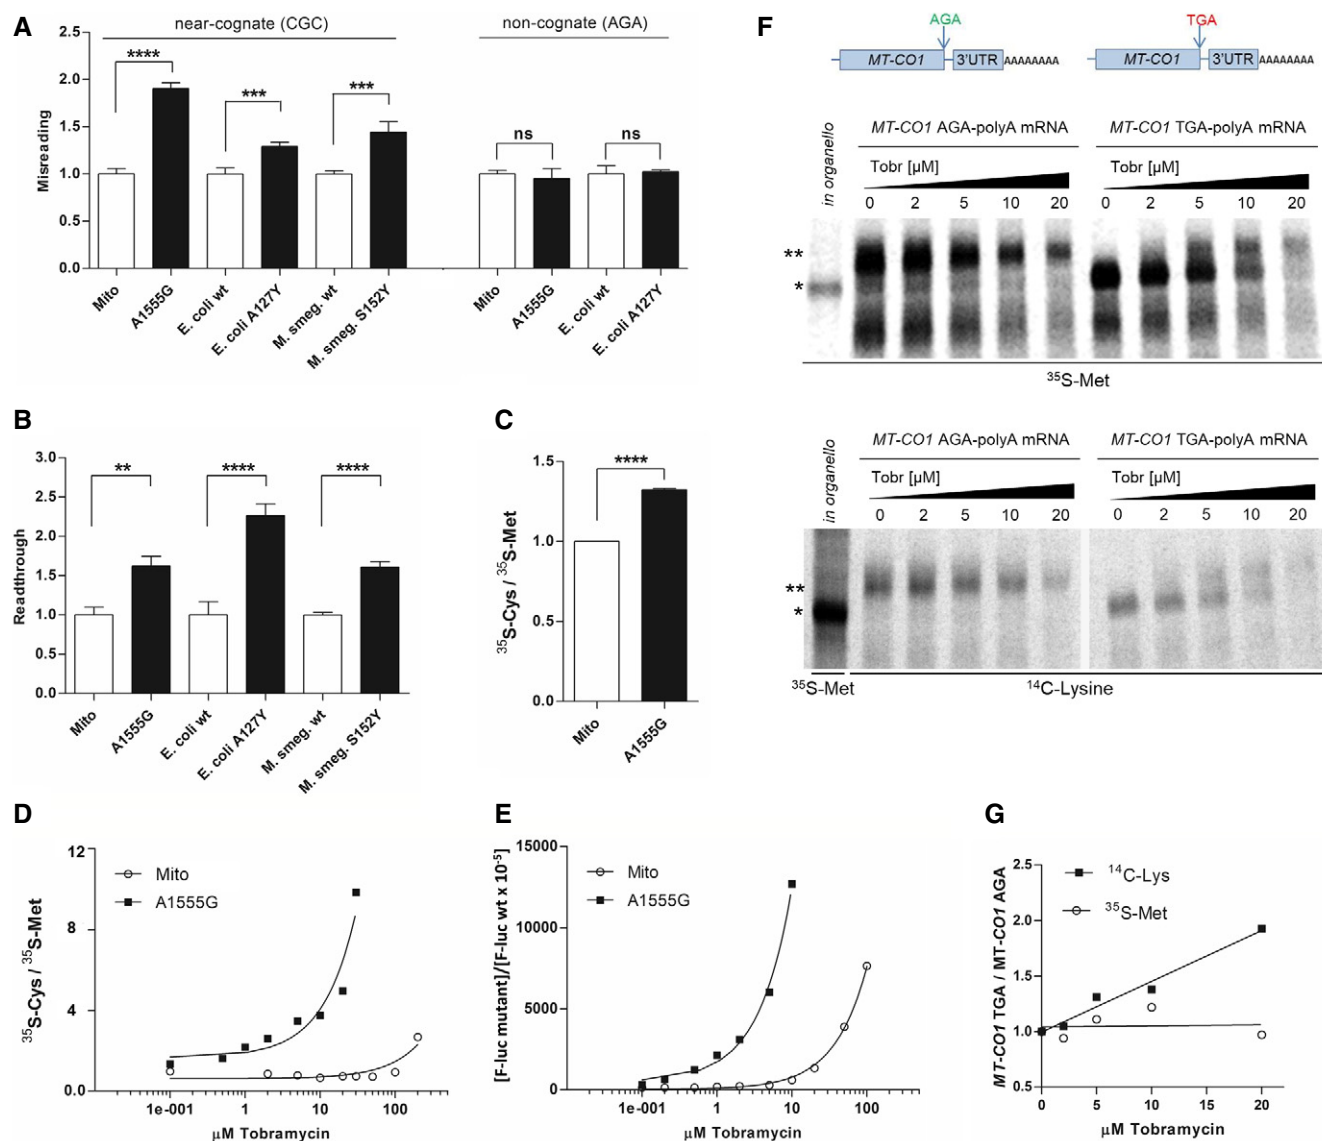 A
near-cognate (CGC)
non-cognate (AGA)
Misreading
2.5
2.0
1.5
1.0
0.5
0.0
****
***
***
ns
ns
Mito
A1555G
E. coli wt
E. coli A127Y
M. smeg. wt
M. smeg. S152Y
Mito
A1555G
E. coli wt
E. coli A127Y
B
Readthrough
3.0
2.5
2.0
1.5
1.0
0.5
0.0
**
****
****
Mito
A1555G
E. coli wt
E. coli A127Y
M. smeg. wt
M. smeg. S152Y
C
³⁵S-Cys / ³⁵S-Met
1.5
1.0
0.5
0.0
****
Mito
A1555G
D
³⁵S-Cys / ³⁵S-Met
12
8
4
0.0
Mito
A1555G
1e-001
1
10
100
µM Tobramycin
E
[F-luc mutant]/[F-luc wt x 10⁻⁵]
15000
10000
5000
0
Mito
A1555G
1e-001
1
10
100
µM Tobramycin
F
AGA
MT-CO1
3'UTR
AAAAAAAA
TGA
MT-CO1
3'UTR
AAAAAAAA
in organello
MT-CO1 AGA-polyA mRNA
Tobr [µM]
0 2 5 10 20
MT-CO1 TGA-polyA mRNA
Tobr [µM]
0 2 5 10 20
**
*
³⁵S-Met
in organello
MT-CO1 AGA-polyA mRNA
Tobr [µM]
0 2 5 10 20
MT-CO1 TGA-polyA mRNA
Tobr [µM]
0 2 5 10 20
**
*
³⁵S-Met
¹⁴C-Lysine
G
MT-CO1 TGA / MT-CO1 AGA
2.5
2.0
1.5
1.0
0.5
¹⁴C-Lys
³⁵S-Met
0
5
10
15
20
µM Tobramycin